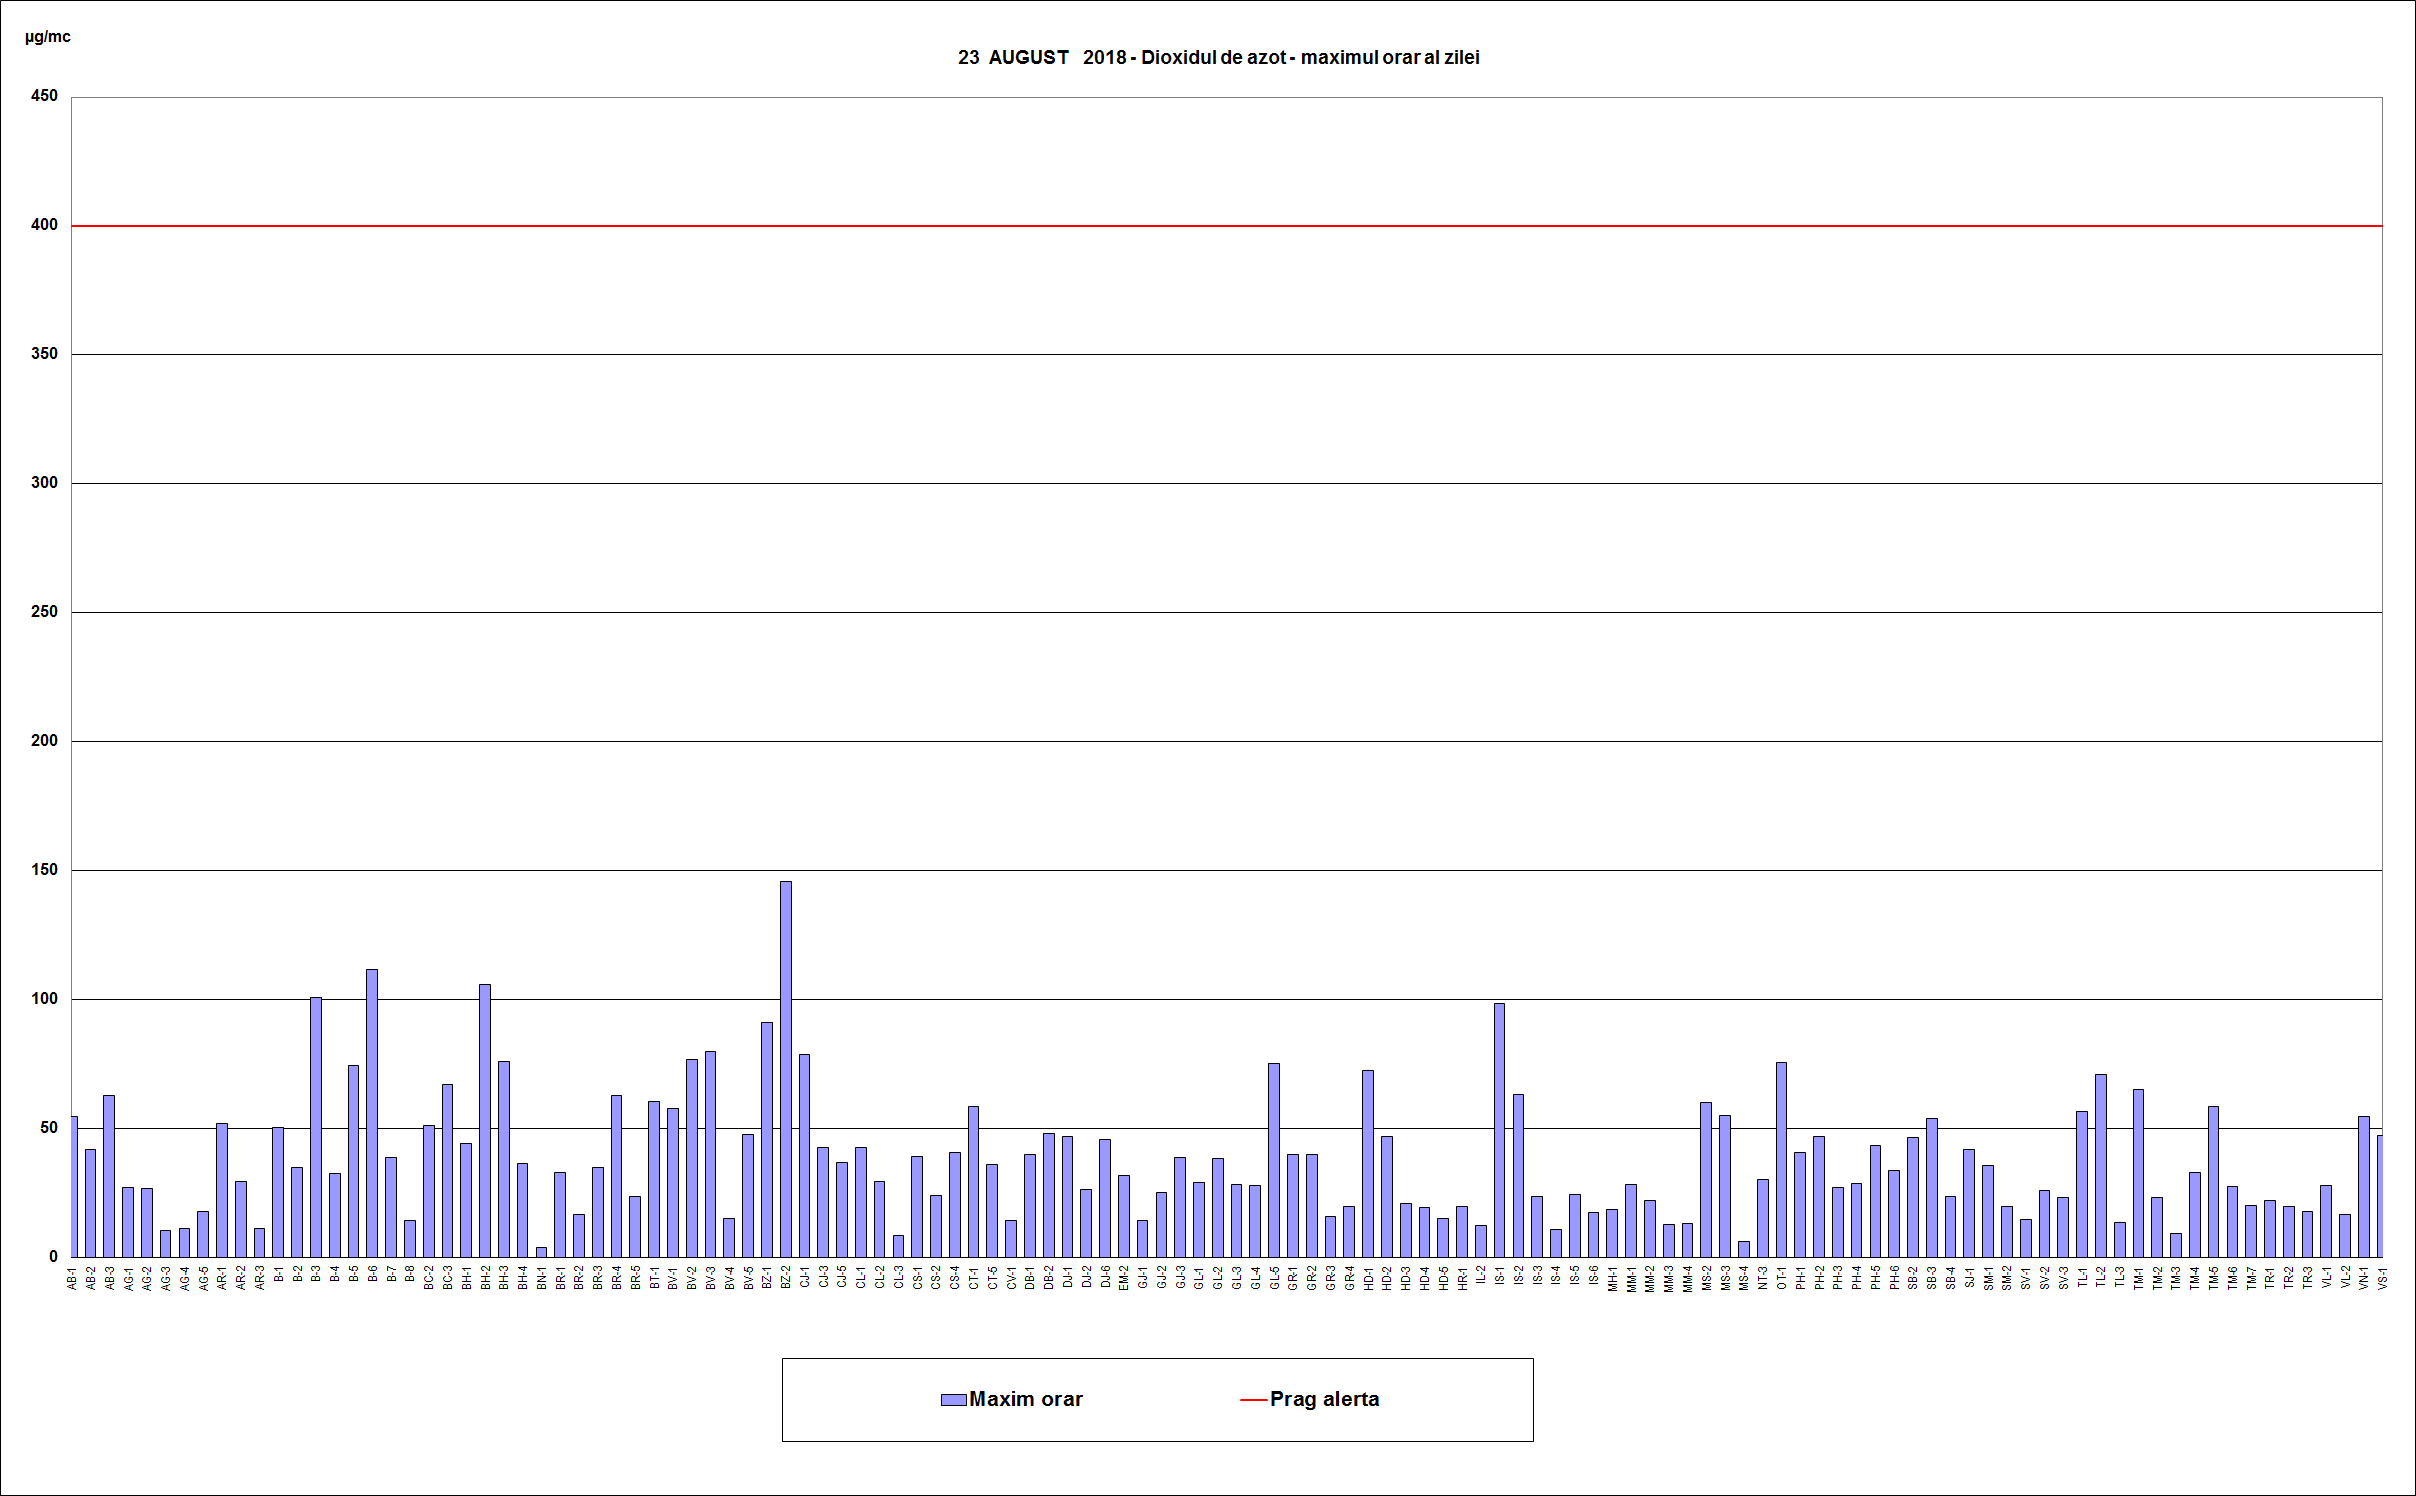 µg/mc
23 AUGUST 2018 - Dioxidul de azot - maximul orar al zilei
450
400
350
300
250
200
150
100
50
0
AB-1 AB-2 AB-3 AG-1 AG-2 AG-3 AG-4 AG-5 AR-1 AR-2 AR-3 B-1 B-2 B-3 B-4 B-5 B-6 B-7 B-8 BC-2 BC-3 BH-1 BH-2 BH-3 BH-4 BN-1 BR-1 BR-2 BR-3 BR-4 BR-5 BT-1 BV-1 BV-2 BV-3 BV-4 BV-5 BZ-1 BZ-2 CJ-1 CJ-3 CJ-5 CL-1 CL-2 CL-3 CS-1 CS-2 CS-4 CT-1 CT-5 CV-1 DB-1 DB-2 DJ-1 DJ-2 DJ-6 EM-2 GJ-1 GJ-2 GJ-3 GL-1 GL-2 GL-3 GL-4 GL-5 GR-1 GR-2 GR-3 GR-4 HD-1 HD-2 HD-3 HD-4 HD-5 HR-1 IL-2 IS-1 IS-2 IS-3 IS-4 IS-5 IS-6 MH-1 MM-1 MM-2 MM-3 MM-4 MS-2 MS-3 MS-4 NT-3 OT-1 PH-1 PH-2 PH-3 PH-4 PH-5 PH-6 SB-2 SB-3 SB-4 SJ-1 SM-1 SM-2 SV-1 SV-2 SV-3 TL-1 TL-2 TL-3 TM-1 TM-2 TM-3 TM-4 TM-5 TM-6 TM-7 TR-1 TR-2 TR-3 VL-1 VL-2 VN-1 VS-1
Maxim orar Prag alerta